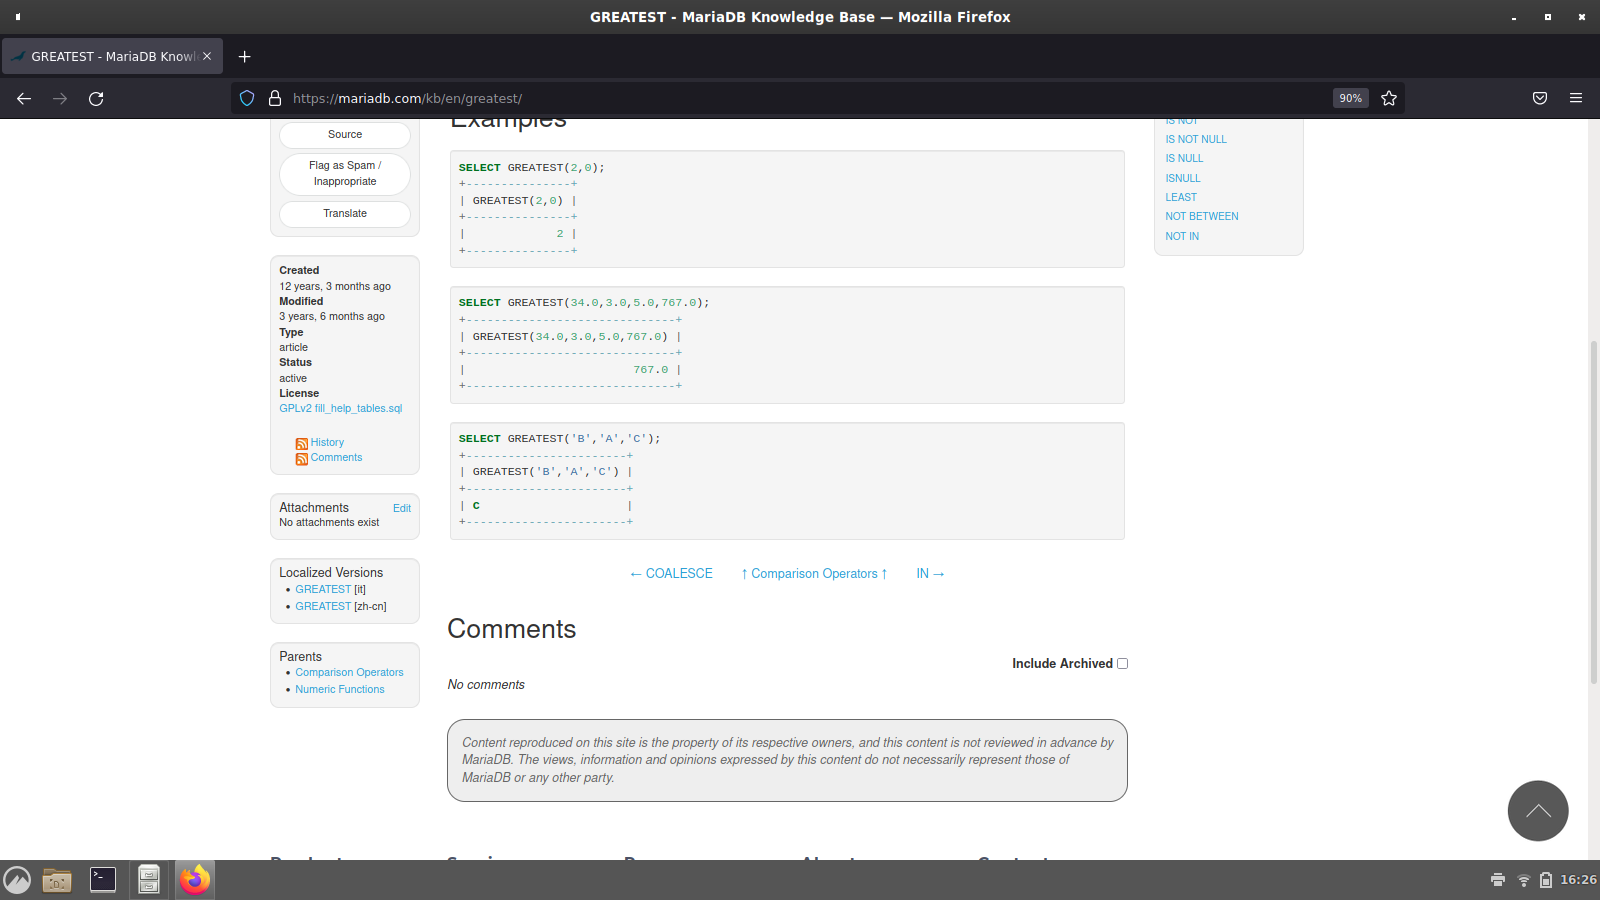 GREATEST - MariaDB Knowledge Base — Mozilla Firefox
GREATEST - MariaDB Knowl
https://mariadb.com/kb/en/greatest/
90%
Source
Flag as Spam /
Inappropriate
Translate
Created
12 years, 3 months ago
Modified
3 years, 6 months ago
Type
article
Status
active
License
GPLv2 fill_help_tables.sql
History
Comments
Attachments Edit
No attachments exist
Localized Versions
• GREATEST [it]
• GREATEST [zh-cn]
Parents
• Comparison Operators
• Numeric Functions
Examples
SELECT GREATEST(2,0);
+---------------+
| GREATEST(2,0) |
+---------------+
|             2 |
+---------------+
SELECT GREATEST(34.0,3.0,5.0,767.0);
+------------------------------+
| GREATEST(34.0,3.0,5.0,767.0) |
+------------------------------+
|                        767.0 |
+------------------------------+
SELECT GREATEST('B','A','C');
+-----------------------+
| GREATEST('B','A','C') |
+-----------------------+
| C                     |
+-----------------------+
← COALESCE ↑ Comparison Operators ↑ IN →
Comments
Include Archived
No comments
Content reproduced on this site is the property of its respective owners, and this content is not reviewed in advance by
MariaDB. The views, information and opinions expressed by this content do not necessarily represent those of
MariaDB or any other party.
IS NOT
IS NOT NULL
IS NULL
ISNULL
LEAST
NOT BETWEEN
NOT IN
16:26